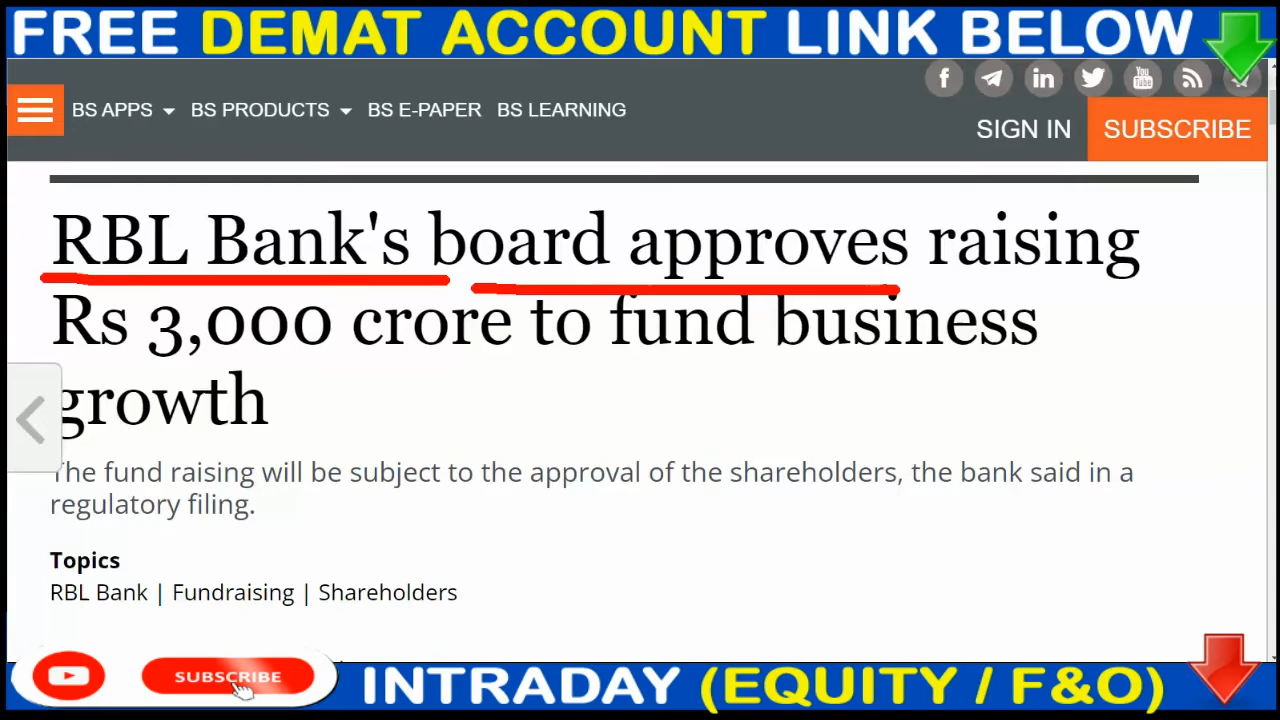 FREE DEMAT ACCOUNT LINK BELOW
BS APPS BS PRODUCTS BS E-PAPER BS LEARNING
You Tube
SIGN IN SUBSCRIBE
RBL Bank's board approves raising
Rs 3,000 crore to fund business
growth
The fund raising will be subject to the approval of the shareholders, the bank said in a
regulatory filing.
Topics
RBL Bank | Fundraising | Shareholders
SUBSCRIBE
INTRADAY (EQUITY / F&O)